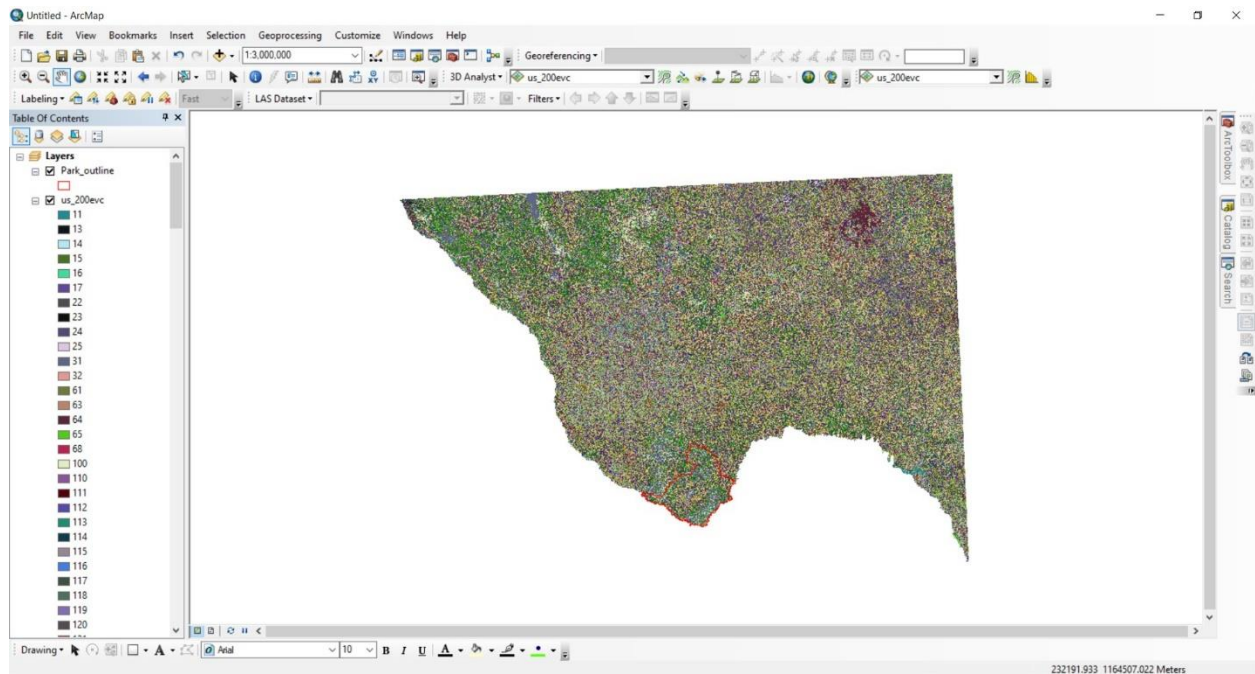 Untitled - ArcMap
File Edit View Bookmarks Insert Selection Geoprocessing Customize Windows Help
1:3,000,000 Georeferencing
3D Analyst us_200evc us_200evc
Labeling Fast LAS Dataset Filters
Table Of Contents
Layers
Park_outline
us_200evc
11
13
14
15
16
17
22
23
24
25
31
32
61
63
64
65
68
100
110
111
112
113
114
115
116
117
118
119
120
ArcToolbox
Catalog
Search
Drawing A Arial 10 B I U A
232191.933 1164507.022 Meters